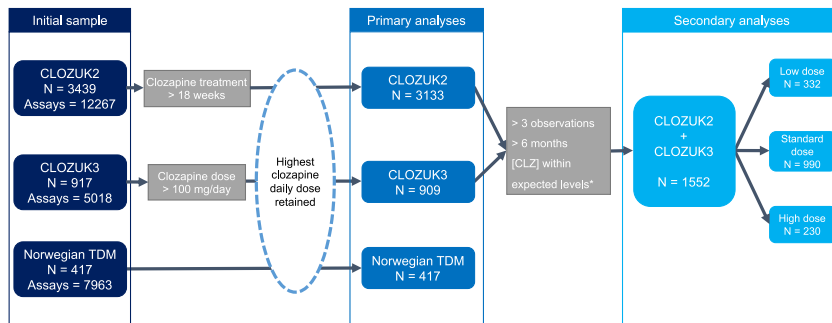 Initial sample
Primary analyses
Secondary analyses
CLOZUK2
N = 3439
Assays = 12267
Clozapine treatment
> 18 weeks
CLOZUK2
N = 3133
CLOZUK3
N = 917
Assays = 5018
Clozapine dose
> 100 mg/day
Highest
clozapine
daily dose
retained
CLOZUK3
N = 909
Norwegian TDM
N = 417
Assays = 7963
Norwegian TDM
N = 417
> 3 observations
> 6 months
[CLZ] within
expected levels*
CLOZUK2
+
CLOZUK3
N = 1552
Low dose
N = 332
Standard
dose
N = 990
High dose
N = 230